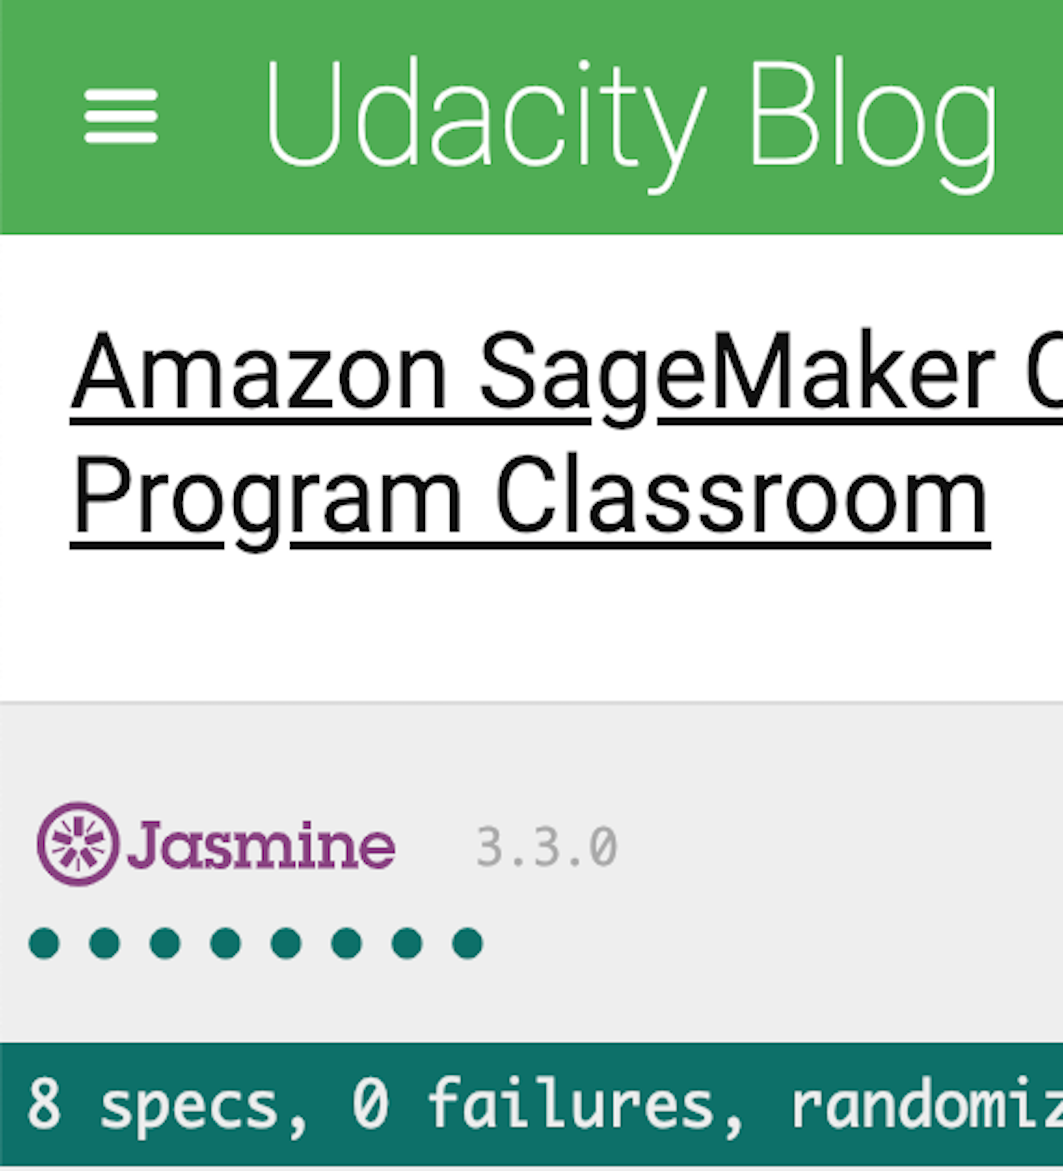 Udacity Blog
Amazon SageMaker
Program Classroom
Jasmine 3.3.0
8 specs, 0 failures,